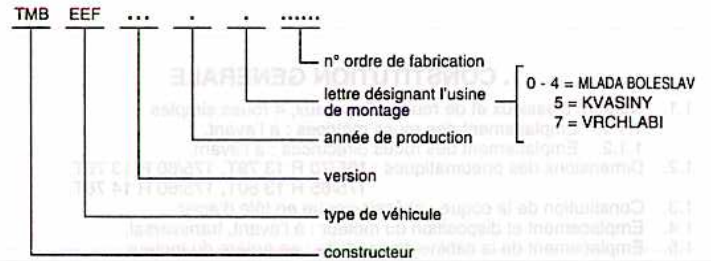 TMB EEF ... . . ......
n° ordre de fabrication
lettre désignant l'usine
de montage
0 - 4 = MLADA BOLESLAV
5 = KVASINY
7 = VRCHLABI
année de production
version
type de véhicule
constructeur